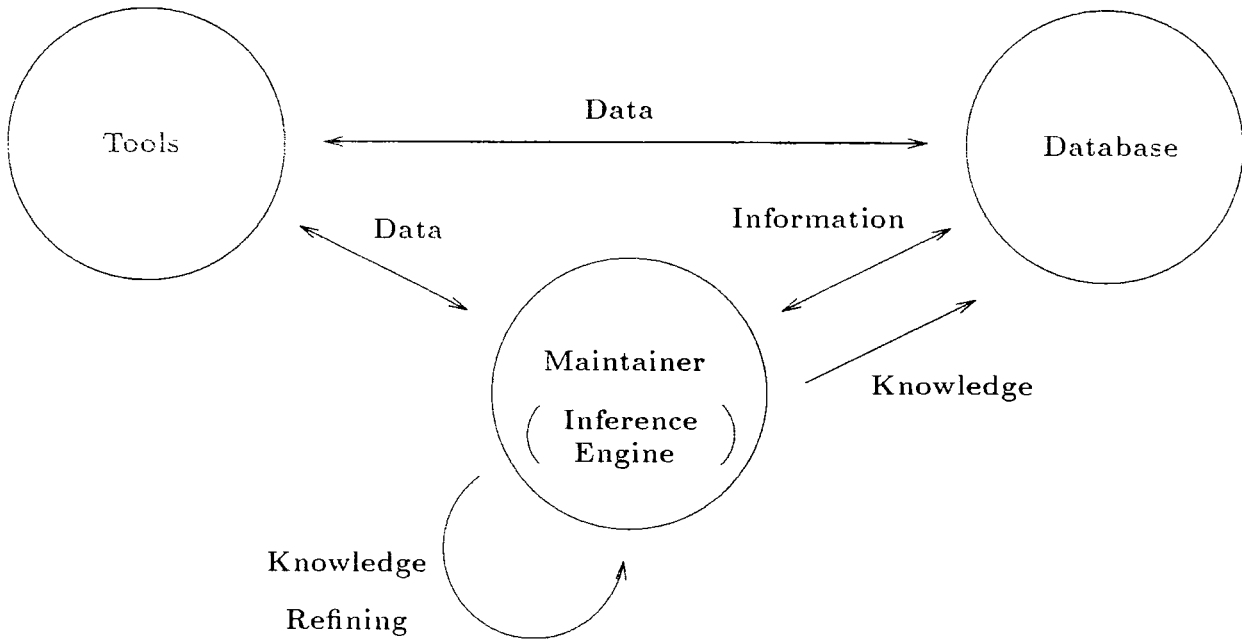 Data
Tools
Database
Data
Information
Maintainer
Knowledge
( Inference
Engine )
Knowledge
Refining